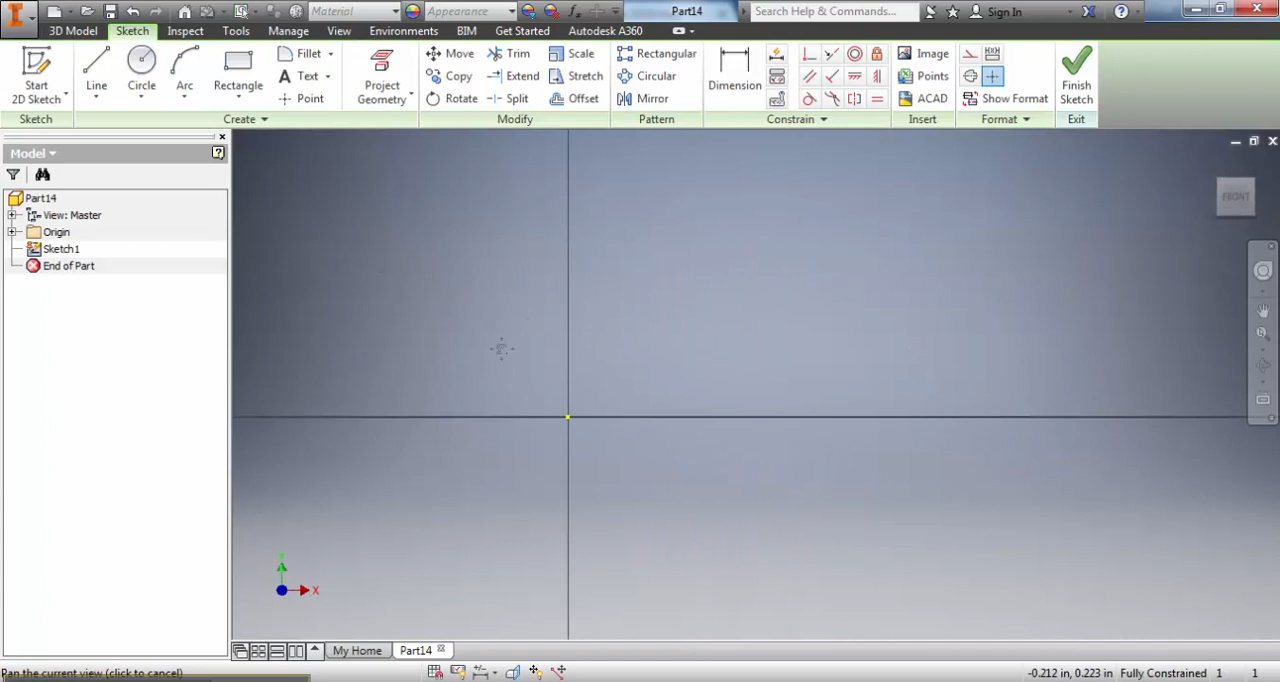 Material Appearance Part14 Search Help & Commands... Sign In
3D Model Sketch Inspect Tools Manage View Environments BIM Get Started Autodesk A360
Start 2D Sketch Line Circle Arc Rectangle Fillet Text Point Project Geometry
Move Copy Rotate Trim Extend Split Scale Stretch Offset
Rectangular Circular Mirror
Dimension
Image Points ACAD
Show Format
Finish Sketch
Sketch Create Modify Pattern Constrain Insert Format Exit
Model
Part14
View: Master
Origin
Sketch1
End of Part
FRONT
Y
X
My Home Part14
Pan the current view (click to cancel) -0.212 in, 0.223 in Fully Constrained 1 1